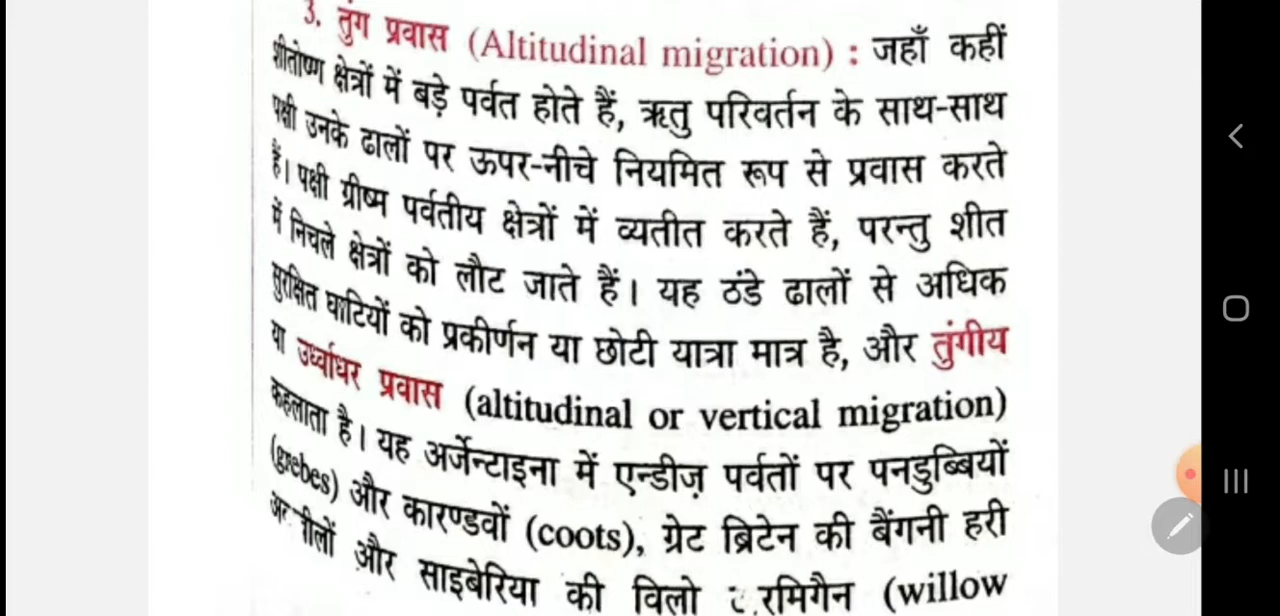 3. तुंग प्रवास (Altitudinal migration) : जहाँ कहीं
शीतोष्ण क्षेत्रों में बड़े पर्वत होते हैं, ऋतु परिवर्तन के साथ-साथ
पक्षी उनके ढालों पर ऊपर-नीचे नियमित रूप से प्रवास करते
हैं। पक्षी ग्रीष्म पर्वतीय क्षेत्रों में व्यतीत करते हैं, परन्तु शीत
में निचले क्षेत्रों को लौट जाते हैं। यह ठंडे ढालों से अधिक
सुरक्षित घाटियों को प्रकीर्णन या छोटी यात्रा मात्र है, और तुंगीय
या उर्ध्वाधर प्रवास (altitudinal or vertical migration)
कहलाता है। यह अर्जेन्टाइना में एन्डीज़ पर्वतों पर पनडुब्बियों
(grebes) और कारण्डवों (coots), ग्रेट ब्रिटेन की बैंगनी हरी
और साइबेरिया की विलो (willow